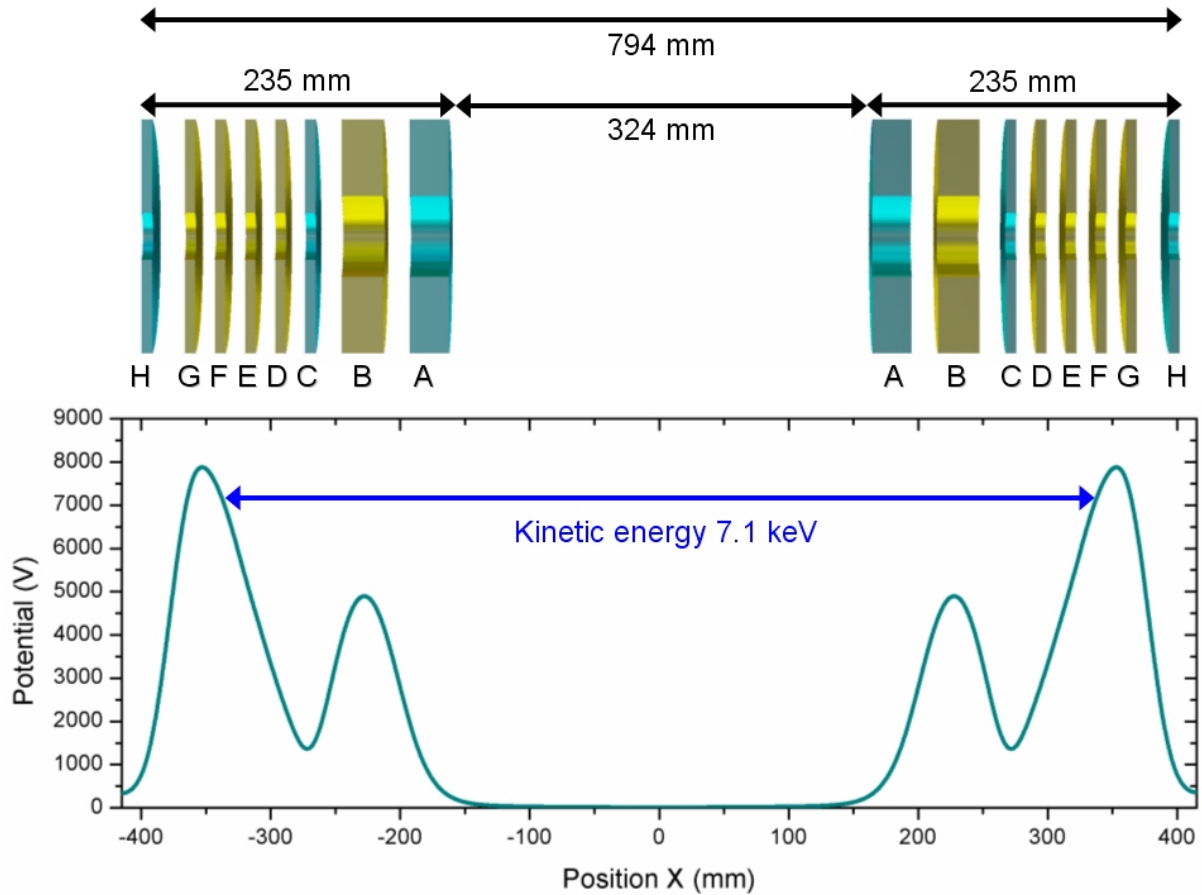 794 mm
235 mm
235 mm
324 mm
H G F E D C B A
A B C D E F G H
9000
8000
7000
6000
5000
4000
3000
2000
1000
0
Potential (V)
Kinetic energy 7.1 keV
-400 -300 -200 -100 0 100 200 300 400
Position X (mm)